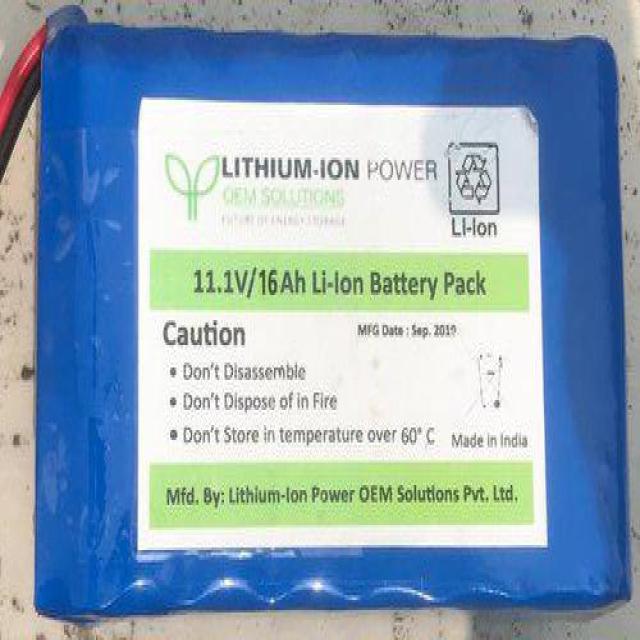 LITHIUM-ION POWER
OEM SOLUTIONS
FUTURE OF ENERGY STORAGE
Li-Ion
11.1V/16Ah Li-Ion Battery Pack
Caution
MFG Date : Sep. 2019
• Don't Disassemble
• Don't Dispose of in Fire
• Don't Store in temperature over 60° C
Made in India
Mfd. By: Lithium-Ion Power OEM Solutions Pvt. Ltd.